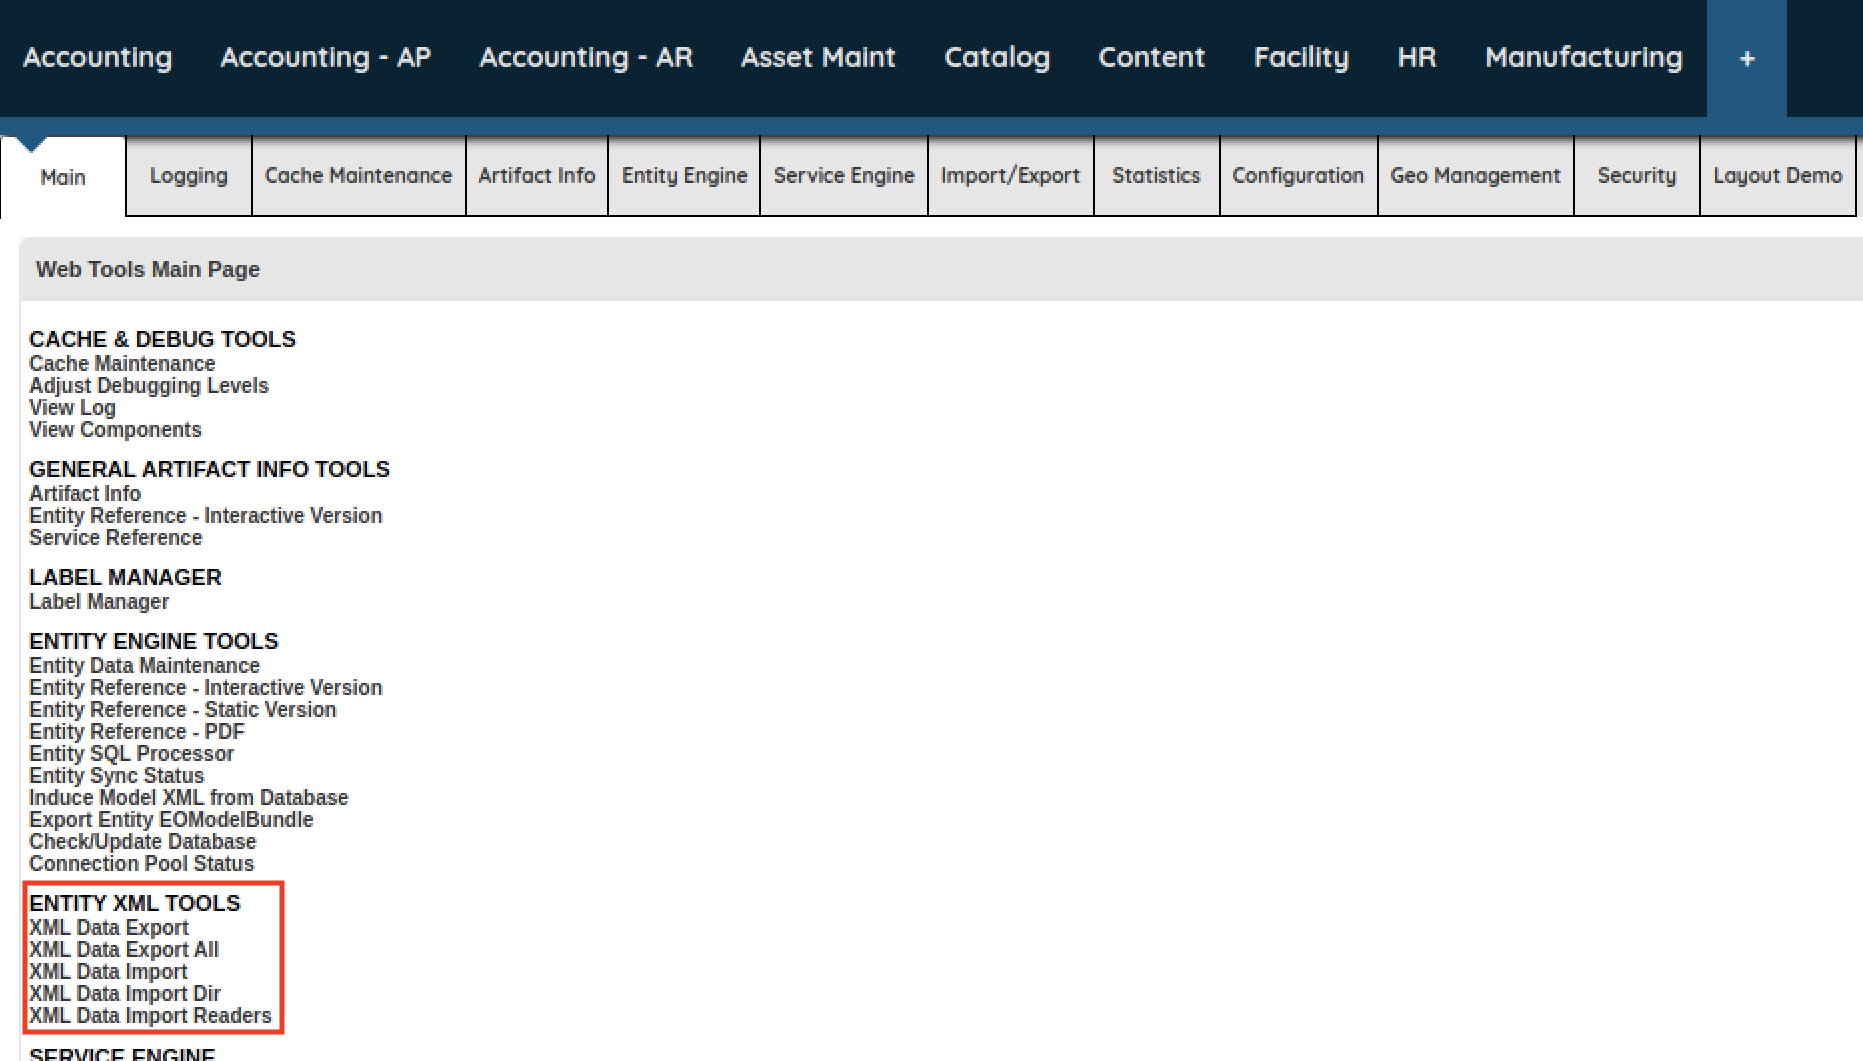 Accounting Accounting - AP Accounting - AR Asset Maint Catalog Content Facility HR Manufacturing +
Main Logging Cache Maintenance Artifact Info Entity Engine Service Engine Import/Export Statistics Configuration Geo Management Security Layout Demo
Web Tools Main Page
CACHE & DEBUG TOOLS
Cache Maintenance
Adjust Debugging Levels
View Log
View Components
GENERAL ARTIFACT INFO TOOLS
Artifact Info
Entity Reference - Interactive Version
Service Reference
LABEL MANAGER
Label Manager
ENTITY ENGINE TOOLS
Entity Data Maintenance
Entity Reference - Interactive Version
Entity Reference - Static Version
Entity Reference - PDF
Entity SQL Processor
Entity Sync Status
Induce Model XML from Database
Export Entity EOModelBundle
Check/Update Database
Connection Pool Status
ENTITY XML TOOLS
XML Data Export
XML Data Export All
XML Data Import
XML Data Import Dir
XML Data Import Readers
SERVICE ENGINE